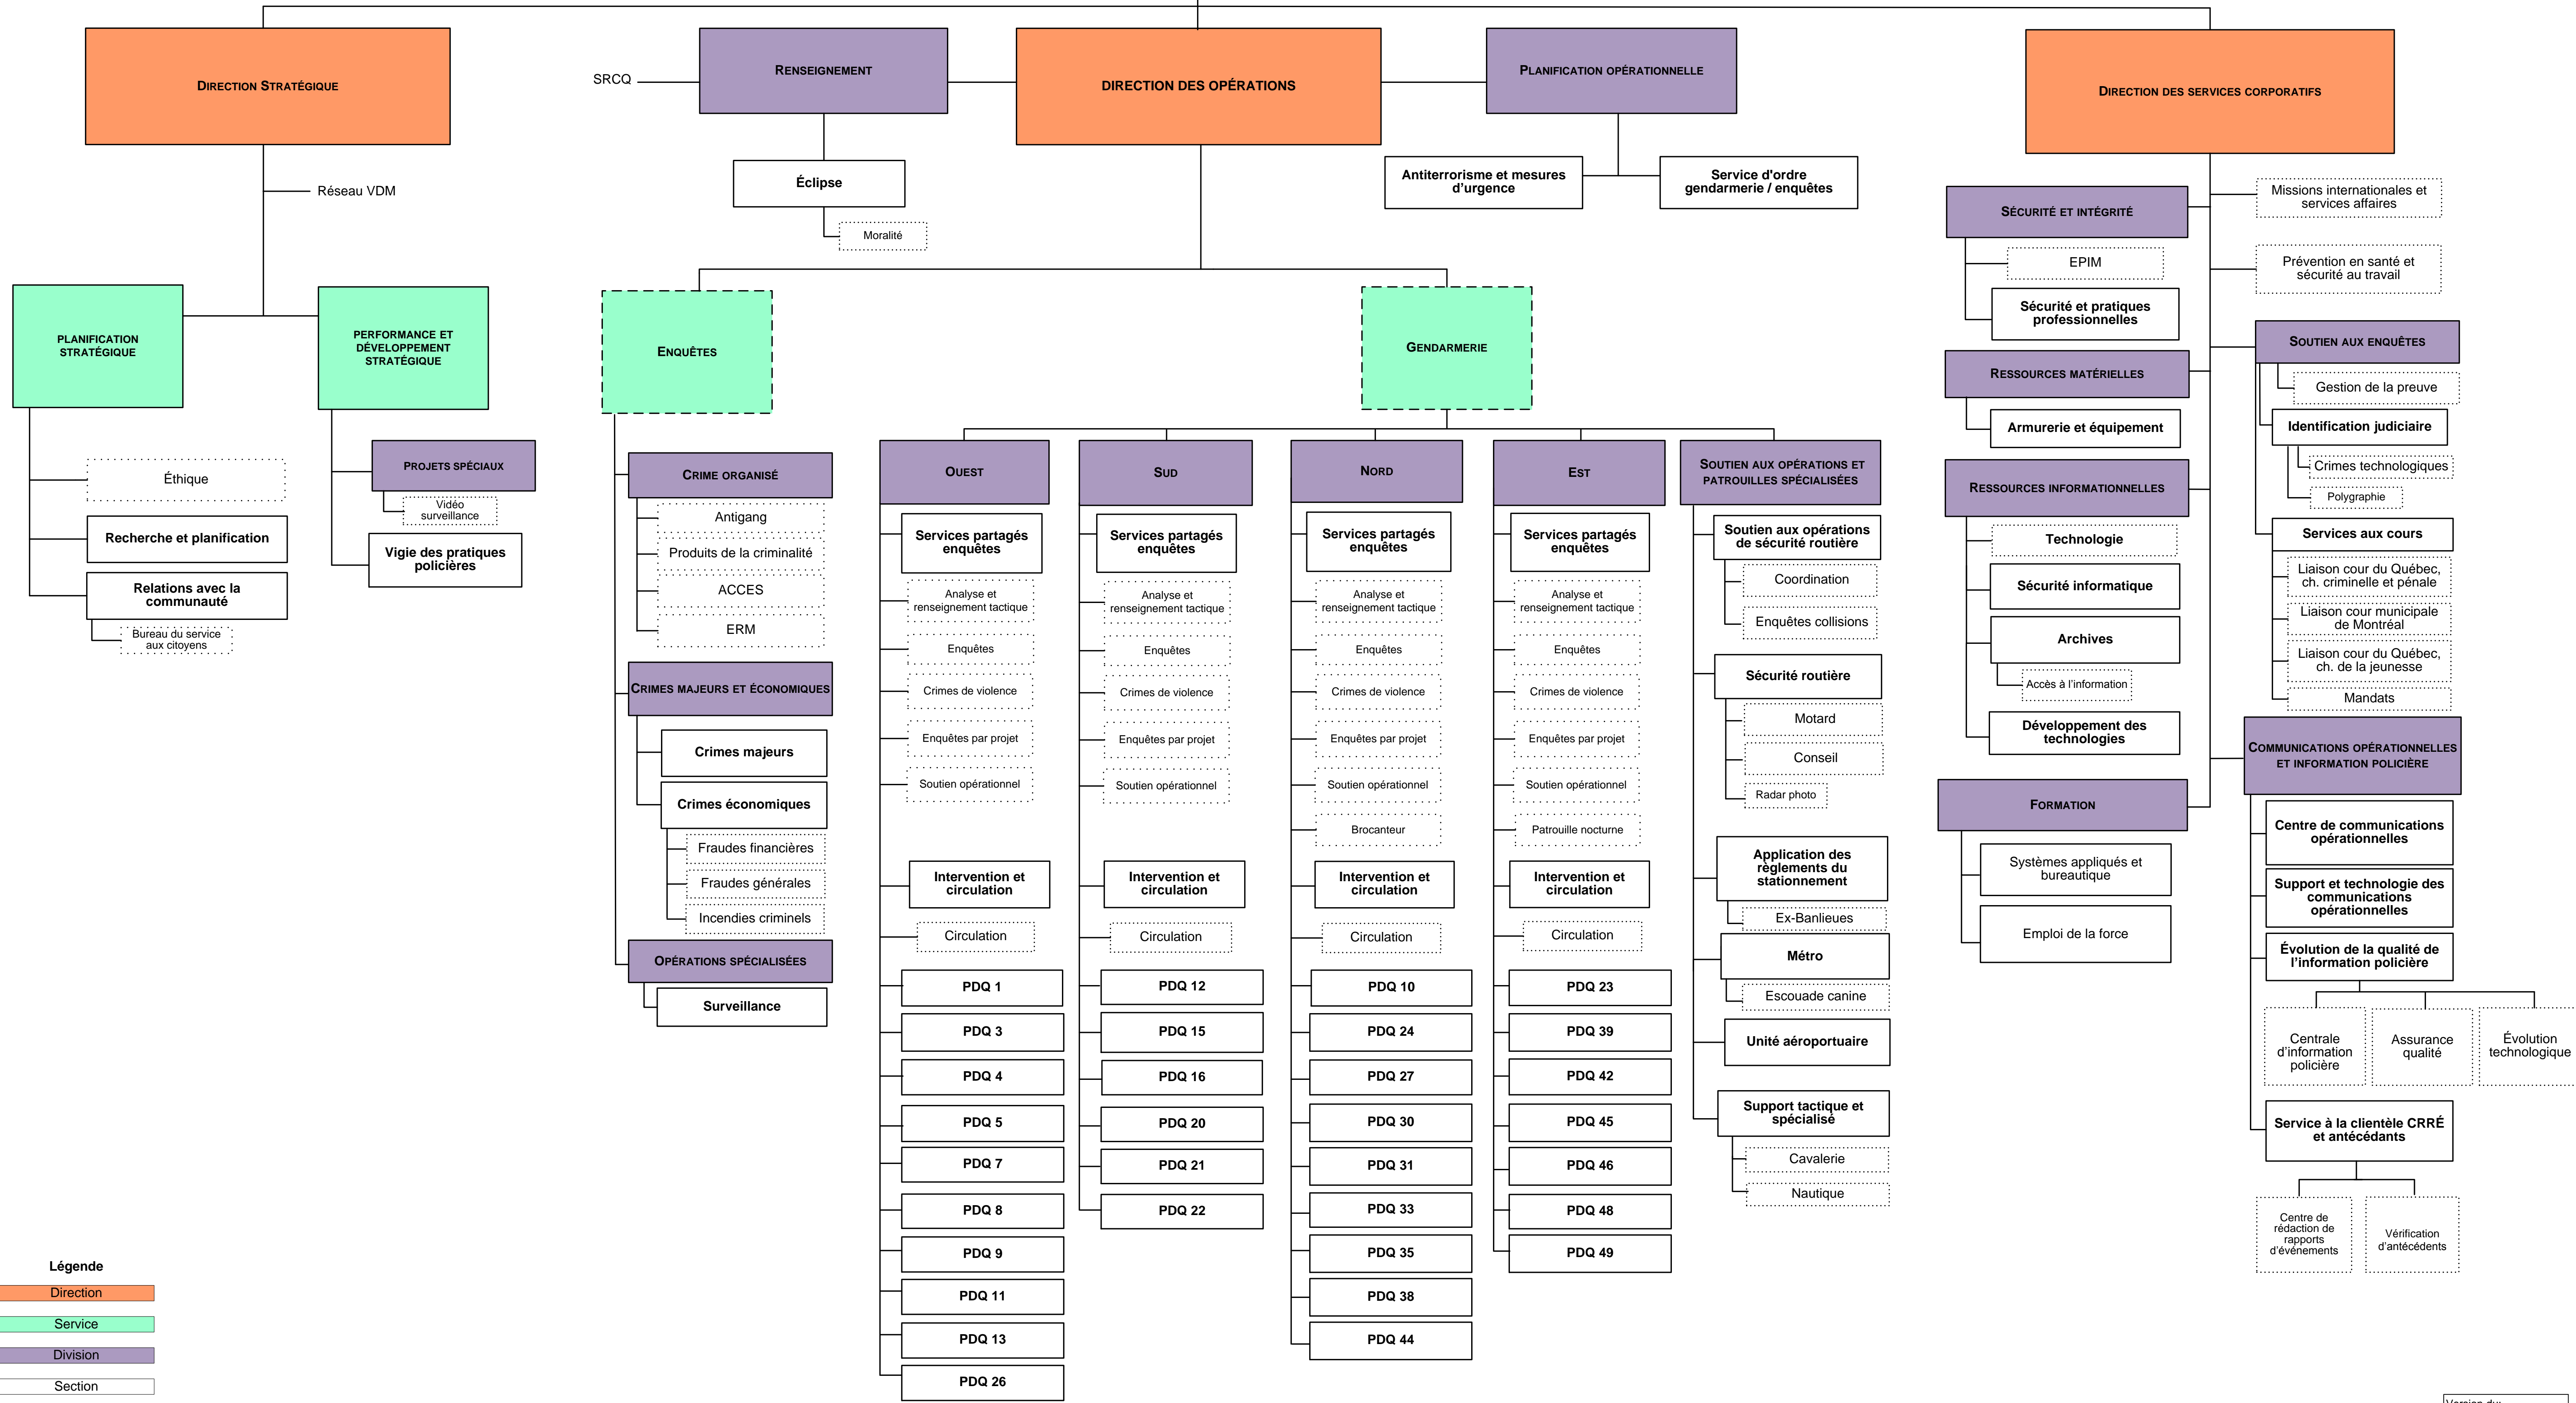 DIRECTION STRATÉGIQUE
Réseau VDM
PLANIFICATION
STRATÉGIQUE
Éthique
Recherche et planification
Relations avec la
communauté
Bureau du service
aux citoyens
PERFORMANCE ET
DÉVELOPPEMENT
STRATÉGIQUE
PROJETS SPÉCIAUX
Vidéo
surveillance
Vigie des pratiques
policières
SRCQ
RENSEIGNEMENT
Éclipse
Moralité
DIRECTION DES OPÉRATIONS
PLANIFICATION OPÉRATIONNELLE
Antiterrorisme et mesures
d’urgence
Service d'ordre
gendarmerie / enquêtes
ENQUÊTES
CRIME ORGANISÉ
Antigang
Produits de la criminalité
ACCES
ERM
CRIMES MAJEURS ET ÉCONOMIQUES
Crimes majeurs
Crimes économiques
Fraudes financières
Fraudes générales
Incendies criminels
OPÉRATIONS SPÉCIALISÉES
Surveillance
GENDARMERIE
OUEST
Services partagés
enquêtes
Analyse et
renseignement tactique
Enquêtes
Crimes de violence
Enquêtes par projet
Soutien opérationnel
Intervention et
circulation
Circulation
PDQ 1
PDQ 3
PDQ 4
PDQ 5
PDQ 7
PDQ 8
PDQ 9
PDQ 11
PDQ 13
PDQ 26
SUD
Services partagés
enquêtes
Analyse et
renseignement tactique
Enquêtes
Crimes de violence
Enquêtes par projet
Soutien opérationnel
Intervention et
circulation
Circulation
PDQ 12
PDQ 15
PDQ 16
PDQ 20
PDQ 21
PDQ 22
NORD
Services partagés
enquêtes
Analyse et
renseignement tactique
Enquêtes
Crimes de violence
Enquêtes par projet
Soutien opérationnel
Brocanteur
Intervention et
circulation
Circulation
PDQ 10
PDQ 24
PDQ 27
PDQ 30
PDQ 31
PDQ 33
PDQ 35
PDQ 38
PDQ 44
EST
Services partagés
enquêtes
Analyse et
renseignement tactique
Enquêtes
Crimes de violence
Enquêtes par projet
Soutien opérationnel
Patrouille nocturne
Intervention et
circulation
Circulation
PDQ 23
PDQ 39
PDQ 42
PDQ 45
PDQ 46
PDQ 48
PDQ 49
SOUTIEN AUX OPÉRATIONS ET
PATROUILLES SPÉCIALISÉES
Soutien aux opérations
de sécurité routière
Coordination
Enquêtes collisions
Sécurité routière
Motard
Conseil
Radar photo
Application des
règlements du
stationnement
Ex-Banlieues
Métro
Escouade canine
Unité aéroportuaire
Support tactique et
spécialisé
Cavalerie
Nautique
DIRECTION DES SERVICES CORPORATIFS
SÉCURITÉ ET INTÉGRITÉ
EPIM
Sécurité et pratiques
professionnelles
RESSOURCES MATÉRIELLES
Armurerie et équipement
RESSOURCES INFORMATIONNELLES
Technologie
Sécurité informatique
Archives
Accès à l’information
Développement des
technologies
FORMATION
Systèmes appliqués et
bureautique
Emploi de la force
Missions internationales et
services affaires
Prévention en santé et
sécurité au travail
SOUTIEN AUX ENQUÊTES
Gestion de la preuve
Identification judiciaire
Crimes technologiques
Polygraphie
Services aux cours
Liaison cour du Québec,
ch. criminelle et pénale
Liaison cour municipale
de Montréal
Liaison cour du Québec,
ch. de la jeunesse
Mandats
COMMUNICATIONS OPÉRATIONNELLES
ET INFORMATION POLICIÈRE
Centre de communications
opérationnelles
Support et technologie des
communications
opérationnelles
Évolution de la qualité de
l’information policière
Centrale
d’information
policière
Assurance
qualité
Évolution
technologique
Service à la clientèle CRRÉ
et antécédants
Centre de
rédaction de
rapports
d’événements
Vérification
d’antécédents
Légende
Direction
Service
Division
Section
Version du: